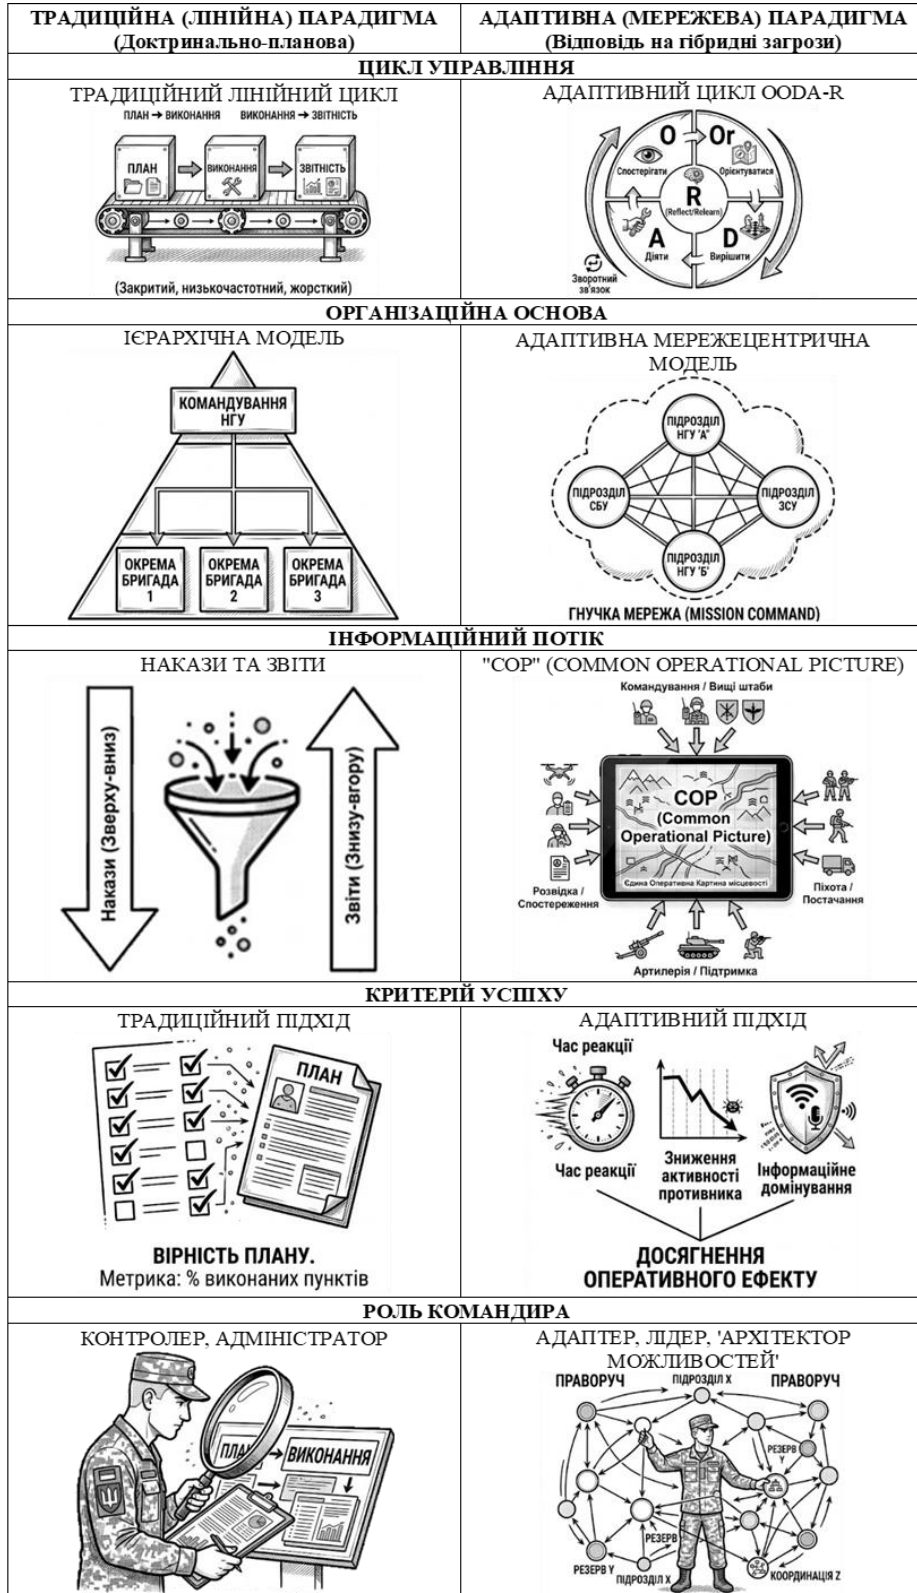 ТРАДИЦІЙНА (ЛІНІЙНА) ПАРАДИГМА
(Доктринально-планова)
АДАПТИВНА (МЕРЕЖЕВА) ПАРАДИГМА
(Відповідь на гібридні загрози)
ЦИКЛ УПРАВЛІННЯ
ТРАДИЦІЙНИЙ ЛІНІЙНИЙ ЦИКЛ
ПЛАН → ВИКОНАННЯ ВИКОНАННЯ → ЗВІТНІСТЬ
ПЛАН
ВИКОНАННЯ
ЗВІТНІСТЬ
(Закритий, низькочастотний, жорсткий)
АДАПТИВНИЙ ЦИКЛ OODA-R
O
Or
Спостерігати
Орієнтуватися
R
(Reflect/Relearn)
A
D
Діяти
Вирішити
Зворотний
зв'язок
ОРГАНІЗАЦІЙНА ОСНОВА
ІЄРАРХІЧНА МОДЕЛЬ
КОМАНДУВАННЯ
НГУ
ОКРЕМА
БРИГАДА
1
ОКРЕМА
БРИГАДА
2
ОКРЕМА
БРИГАДА
3
АДАПТИВНА МЕРЕЖЕЦЕНТРИЧНА
МОДЕЛЬ
ПІДРОЗДІЛ
НГУ 'А'
ПІДРОЗДІЛ
СБУ
ПІДРОЗДІЛ
ЗСУ
ПІДРОЗДІЛ
НГУ 'Б'
ГНУЧКА МЕРЕЖА (MISSION COMMAND)
ІНФОРМАЦІЙНИЙ ПОТІК
НАКАЗИ ТА ЗВІТИ
Накази (Зверху-вниз)
Звіти (Знизу-вгору)
"COP" (COMMON OPERATIONAL PICTURE)
Командування / Вищі штаби
COP
(Common
Operational Picture)
Єдина Оперативна Картина місцевості
Розвідка /
Спостереження
Піхота /
Постачання
Артилерія / Підтримка
КРИТЕРІЙ УСПІХУ
ТРАДИЦІЙНИЙ ПІДХІД
ПЛАН
ВІРНІСТЬ ПЛАНУ.
Метрика: % виконаних пунктів
АДАПТИВНИЙ ПІДХІД
Час реакції
Час реакції
Зниження
активності
противника
Інформаційне
домінування
ДОСЯГНЕННЯ
ОПЕРАТИВНОГО ЕФЕКТУ
РОЛЬ КОМАНДИРА
КОНТРОЛЕР, АДМІНІСТРАТОР
ПЛАН
ВИКОНАННЯ
АДАПТЕР, ЛІДЕР, 'АРХІТЕКТОР
МОЖЛИВОСТЕЙ'
ПРАВОРУЧ
ПІДРОЗДІЛ X
ПРАВОРУЧ
РЕЗЕРВ
Y
РЕЗЕРВ
РЕЗЕРВ Y
ПІДРОЗДІЛ X
КООРДИНАЦІЯ Z